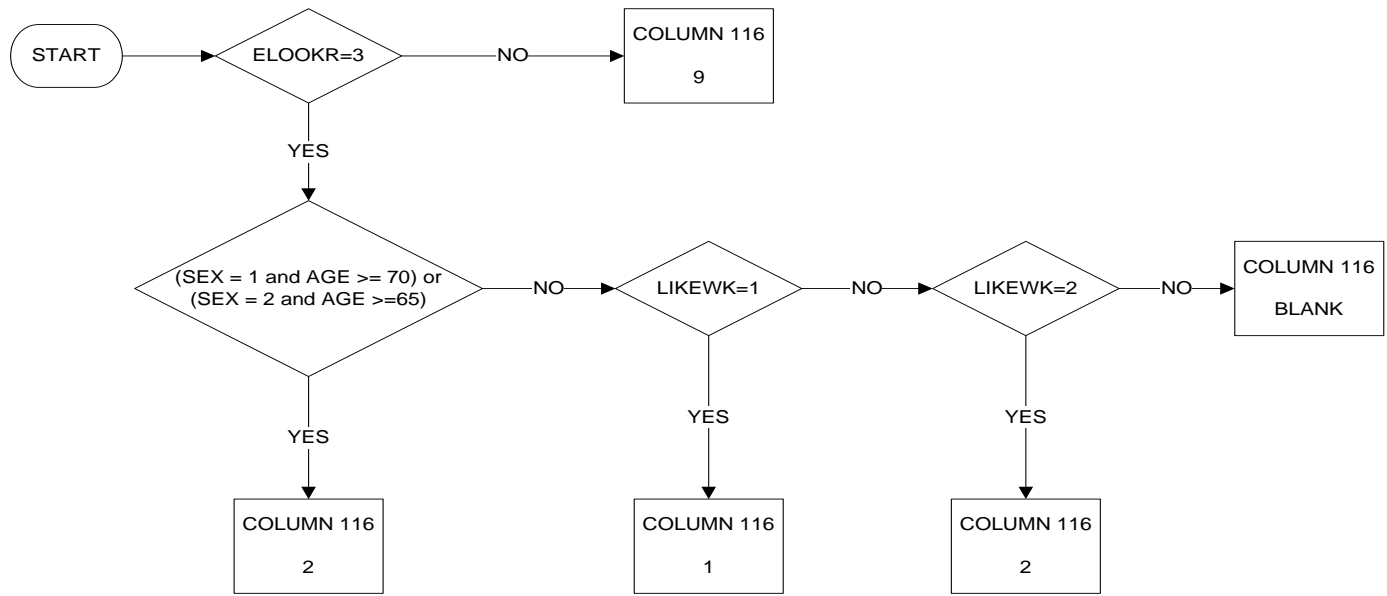 START
ELOOKR=3
NO
COLUMN 116
9
YES
(SEX = 1 and AGE >= 70) or
(SEX = 2 and AGE >=65)
NO
LIKEWK=1
NO
LIKEWK=2
NO
COLUMN 116
BLANK
YES
YES
YES
COLUMN 116
2
COLUMN 116
1
COLUMN 116
2